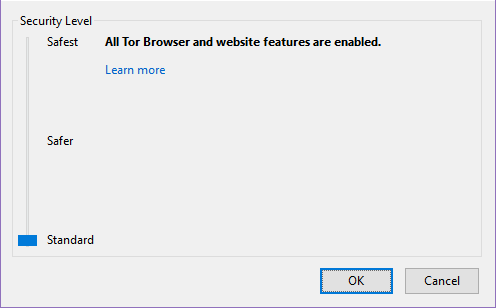 Security Level
Safest
All Tor Browser and website features are enabled.
Learn more
Safer
Standard
OK
Cancel